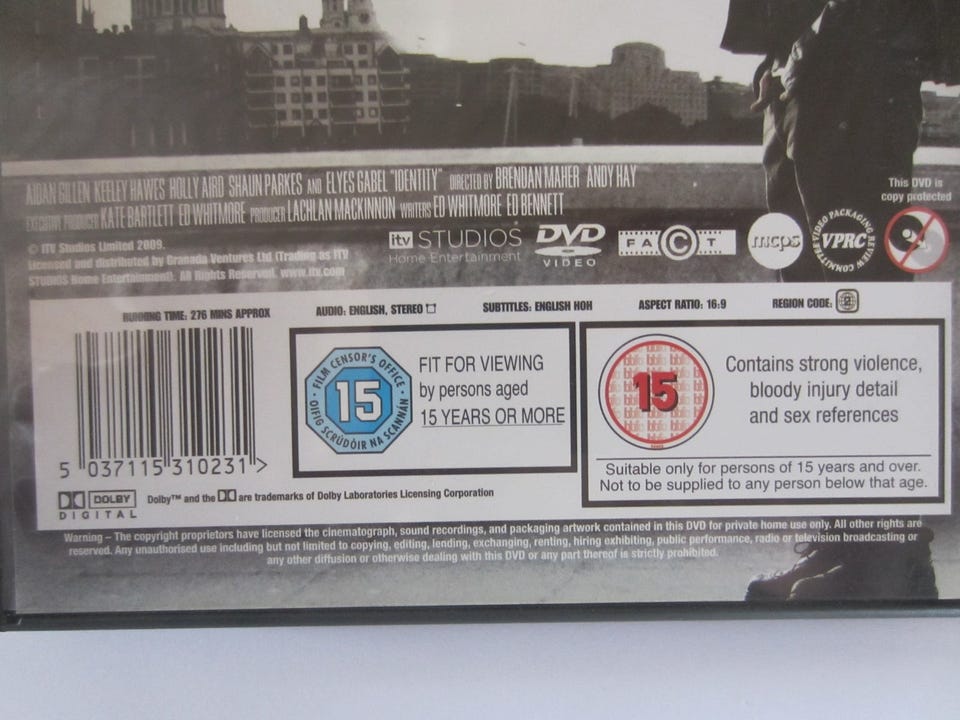 AIDAN GILLEN KEELEY HAWES HOLLY AIRD SHAUN PARKES AND ELYES GABEL "IDENTITY" DIRECTED BY BRENDAN MAHER ANDY HAY
EXECUTIVE PRODUCER KATE BARTLETT ED WHITMORE PRODUCER LACHLAN MACKINNON WRITERS ED WHITMORE ED BENNETT
This DVD is
copy protected
© ITV Studios Limited 2009.
Licensed and distributed by Granada Ventures Ltd (Trading as ITV
STUDIOS Home Entertainment). All Rights Reserved. www.itv.com
itv STUDIOS
Home Entertainment
DVD
VIDEO
FACT
mcps
VIDEO PACKAGING REVIEW COMMITTEE
VPRC
RUNNING TIME: 276 MINS APPROX
AUDIO: ENGLISH, STEREO
SUBTITLES: ENGLISH HOH
ASPECT RATIO: 16:9
REGION CODE: 2
5 037115 310231 >
· FILM CENSOR'S OFFICE ·
15
OIFIG SCRÚDÓIR NA SCANNÁN
FIT FOR VIEWING
by persons aged
15 YEARS OR MORE
15
Contains strong violence,
bloody injury detail
and sex references
Suitable only for persons of 15 years and over.
Not to be supplied to any person below that age.
DOLBY
DIGITAL
Dolby™ and the DD are trademarks of Dolby Laboratories Licensing Corporation
Warning – The copyright proprietors have licensed the cinematograph, sound recordings, and packaging artwork contained in this DVD for private home use only. All other rights are
reserved. Any unauthorised use including but not limited to copying, editing, lending, exchanging, renting, hiring exhibiting, public performance, radio or television broadcasting or
any other diffusion or otherwise dealing with this DVD or any part thereof is strictly prohibited.